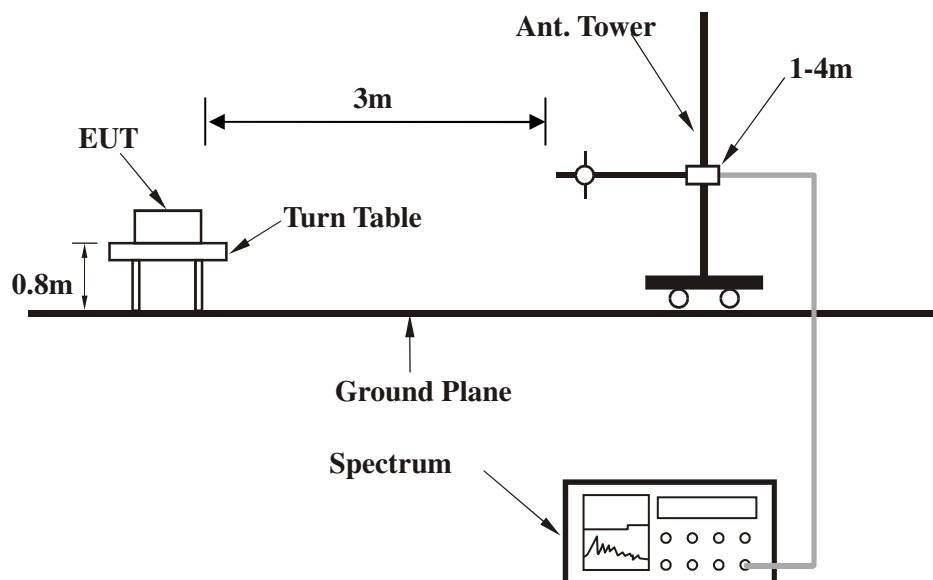 Ant. Tower
1-4m
3m
EUT
Turn Table
0.8m
Ground Plane
Spectrum